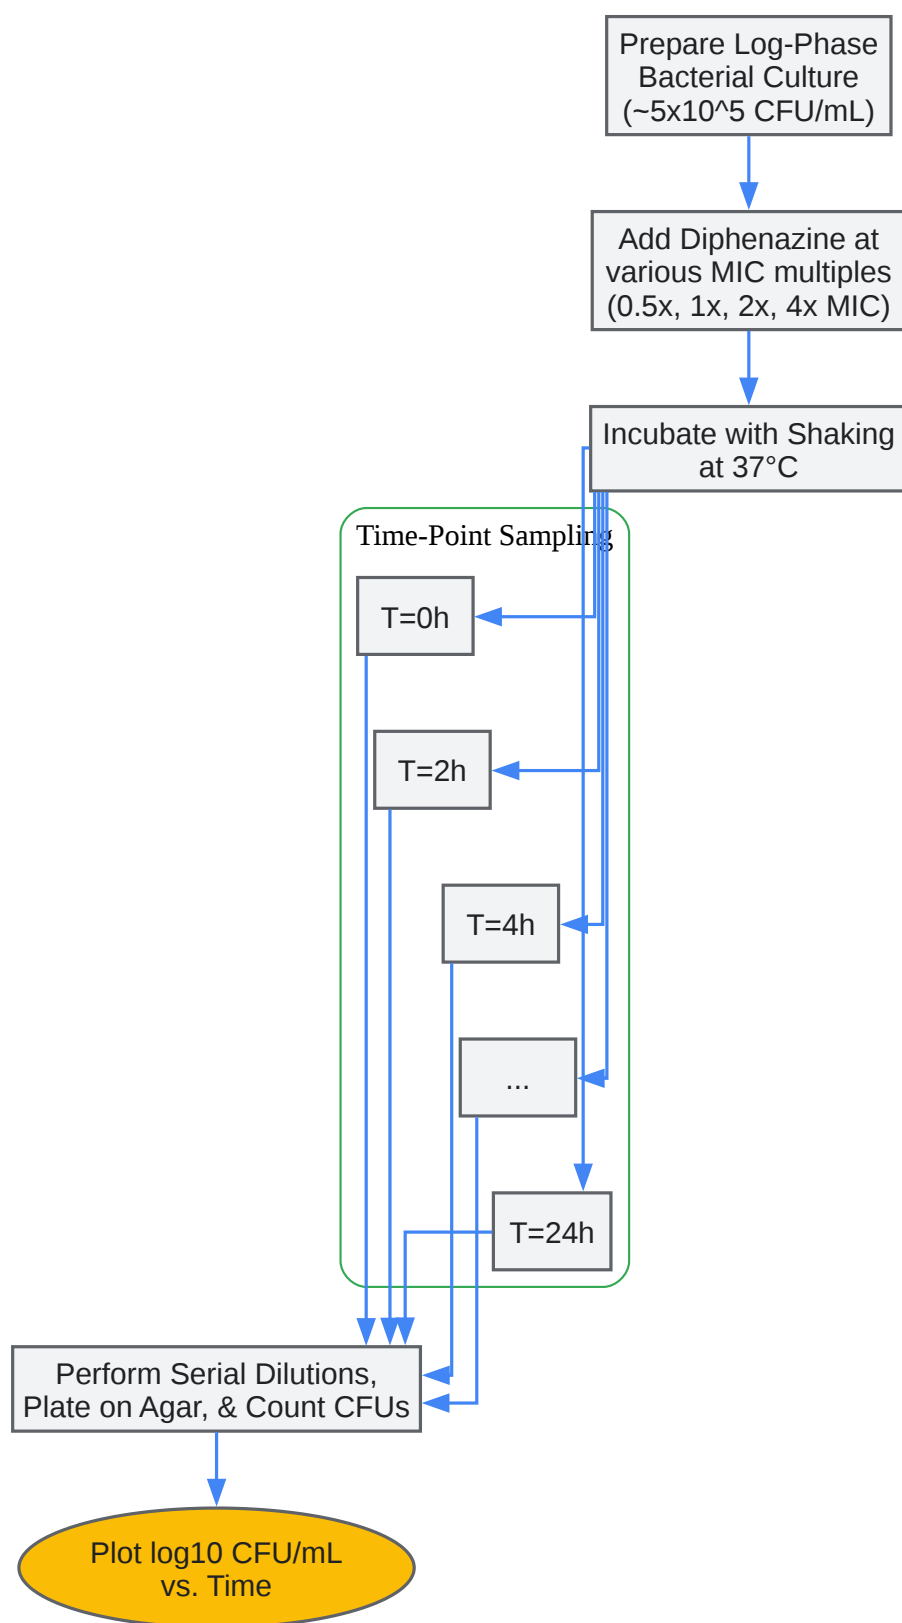 Prepare Log-Phase
Bacterial Culture
(~5x10^5 CFU/mL)
Add Diphenazine at
various MIC multiples
(0.5x, 1x, 2x, 4x MIC)
Incubate with Shaking
at 37°C
Time-Point Sampling
T=0h
T=2h
T=4h
...
T=24h
Perform Serial Dilutions,
Plate on Agar, & Count CFUs
Plot log10 CFU/mL
vs. Time